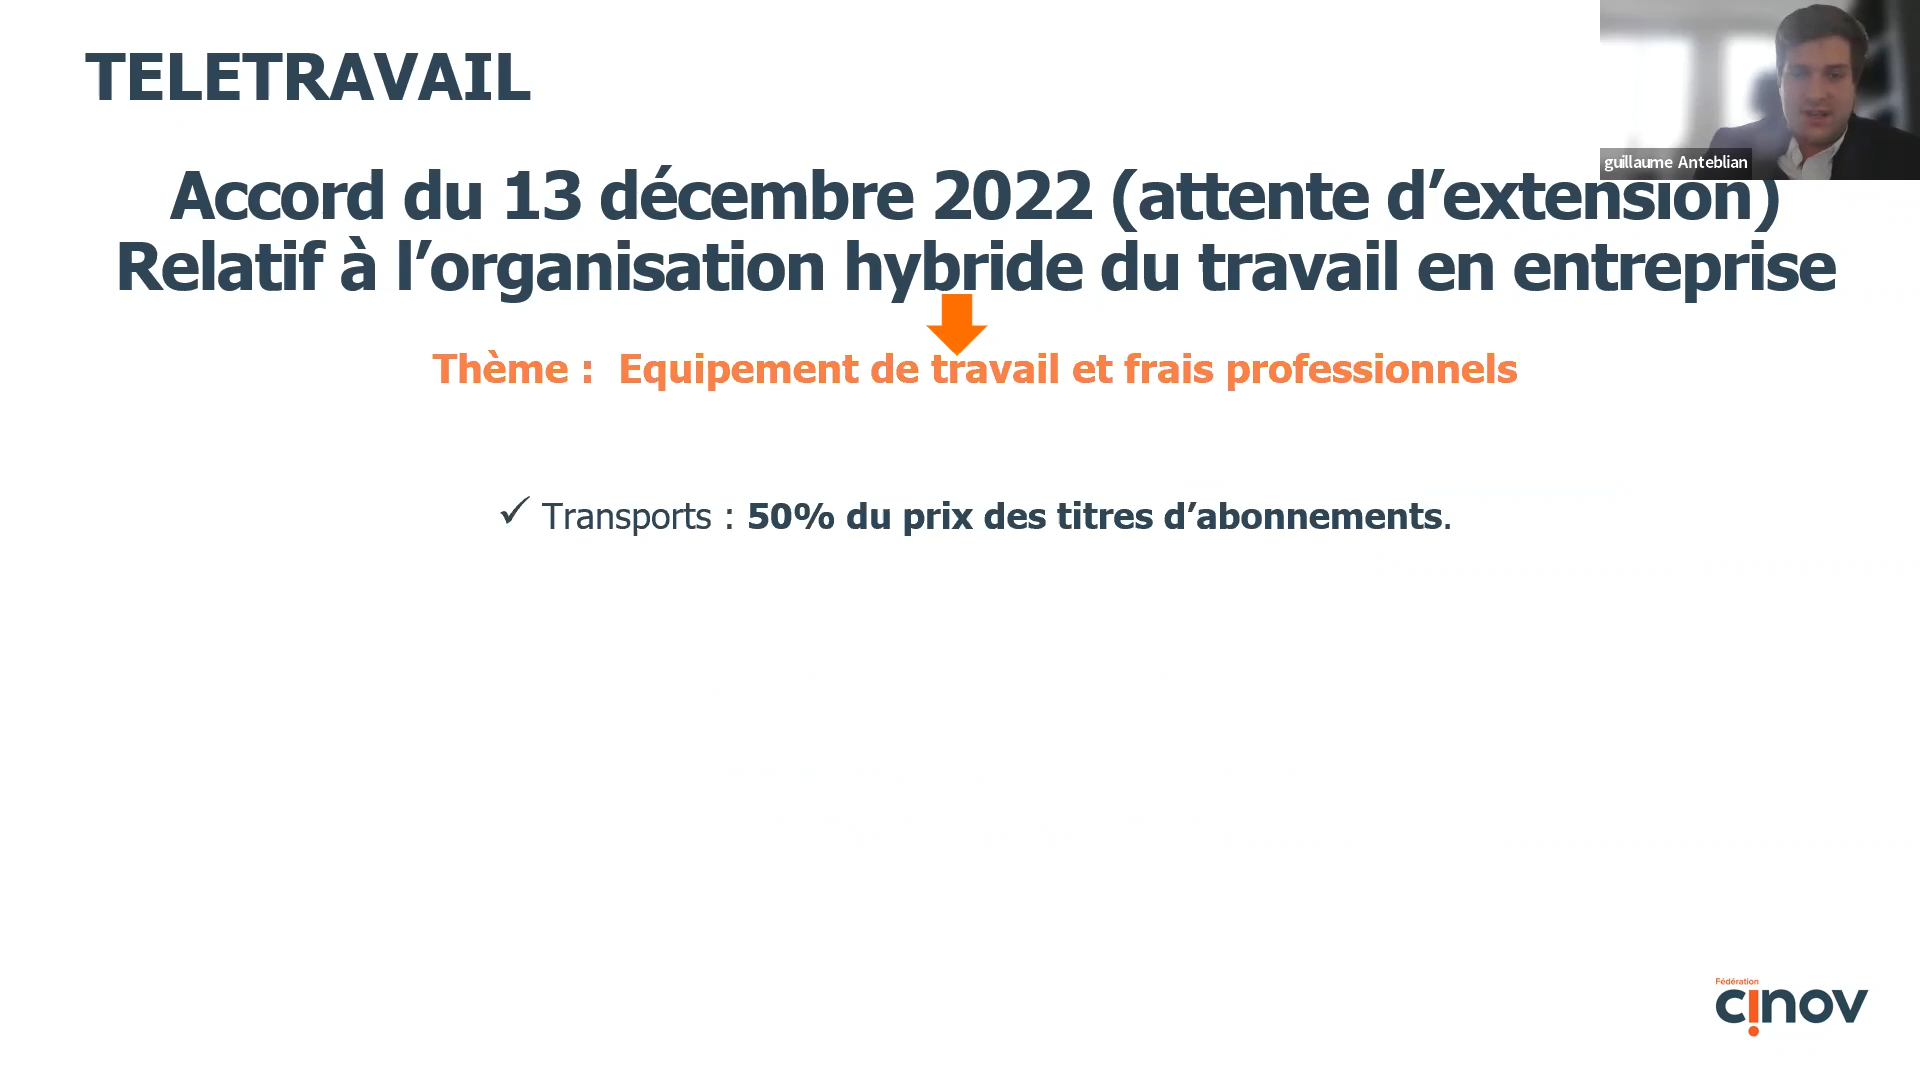 TELETRAVAIL
guillaume Anteblian
Accord du 13 décembre 2022 (attente d’extension)
Relatif à l’organisation hybride du travail en entreprise
Thème :  Equipement de travail et frais professionnels
✓ Transports : 50% du prix des titres d’abonnements.
Fédération
cinov